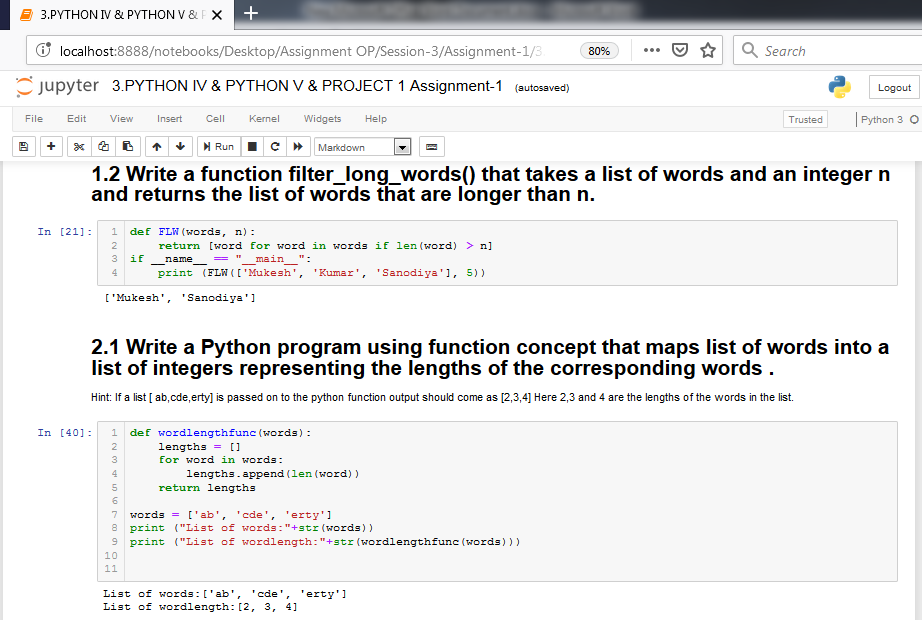 3.PYTHON IV & PYTHON V & P
localhost:8888/notebooks/Desktop/Assignment OP/Session-3/Assignment-1/3
80%
Search
jupyter 3.PYTHON IV & PYTHON V & PROJECT 1 Assignment-1 (autosaved)
Logout
File Edit View Insert Cell Kernel Widgets Help
Trusted
Python 3
Run
Markdown
1.2 Write a function filter_long_words() that takes a list of words and an integer n
and returns the list of words that are longer than n.
In [21]:
1 def FLW(words, n):
2     return [word for word in words if len(word) > n]
3 if __name__ == "__main__":
4     print (FLW(['Mukesh', 'Kumar', 'Sanodiya'], 5))
['Mukesh', 'Sanodiya']
2.1 Write a Python program using function concept that maps list of words into a
list of integers representing the lengths of the corresponding words .
Hint: If a list [ ab,cde,erty] is passed on to the python function output should come as [2,3,4] Here 2,3 and 4 are the lengths of the words in the list.
In [40]:
1 def wordlengthfunc(words):
2     lengths = []
3     for word in words:
4         lengths.append(len(word))
5     return lengths
6
7 words = ['ab', 'cde', 'erty']
8 print ("List of words:"+str(words))
9 print ("List of wordlength:"+str(wordlengthfunc(words)))
10
11
List of words:['ab', 'cde', 'erty']
List of wordlength:[2, 3, 4]